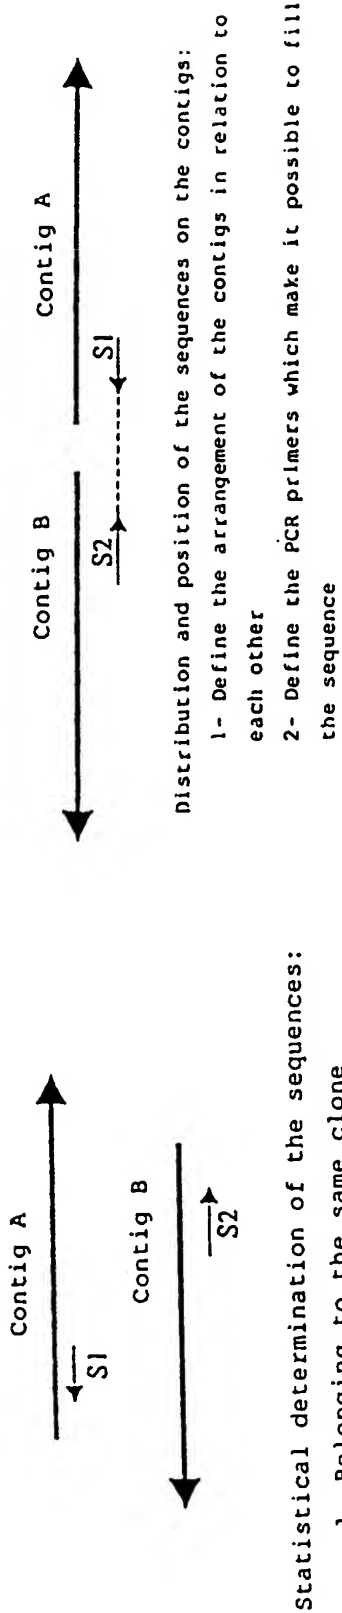 Contig A
S1
Contig B
S2
Statistical determination of the sequences:
Contig B
Contig A
S2
S1
Distribution and position of the sequences on the contigs:
1- Define the arrangement of the contigs in relation to
each other
2- Define the PCR primers which make it possible to fill
the sequence